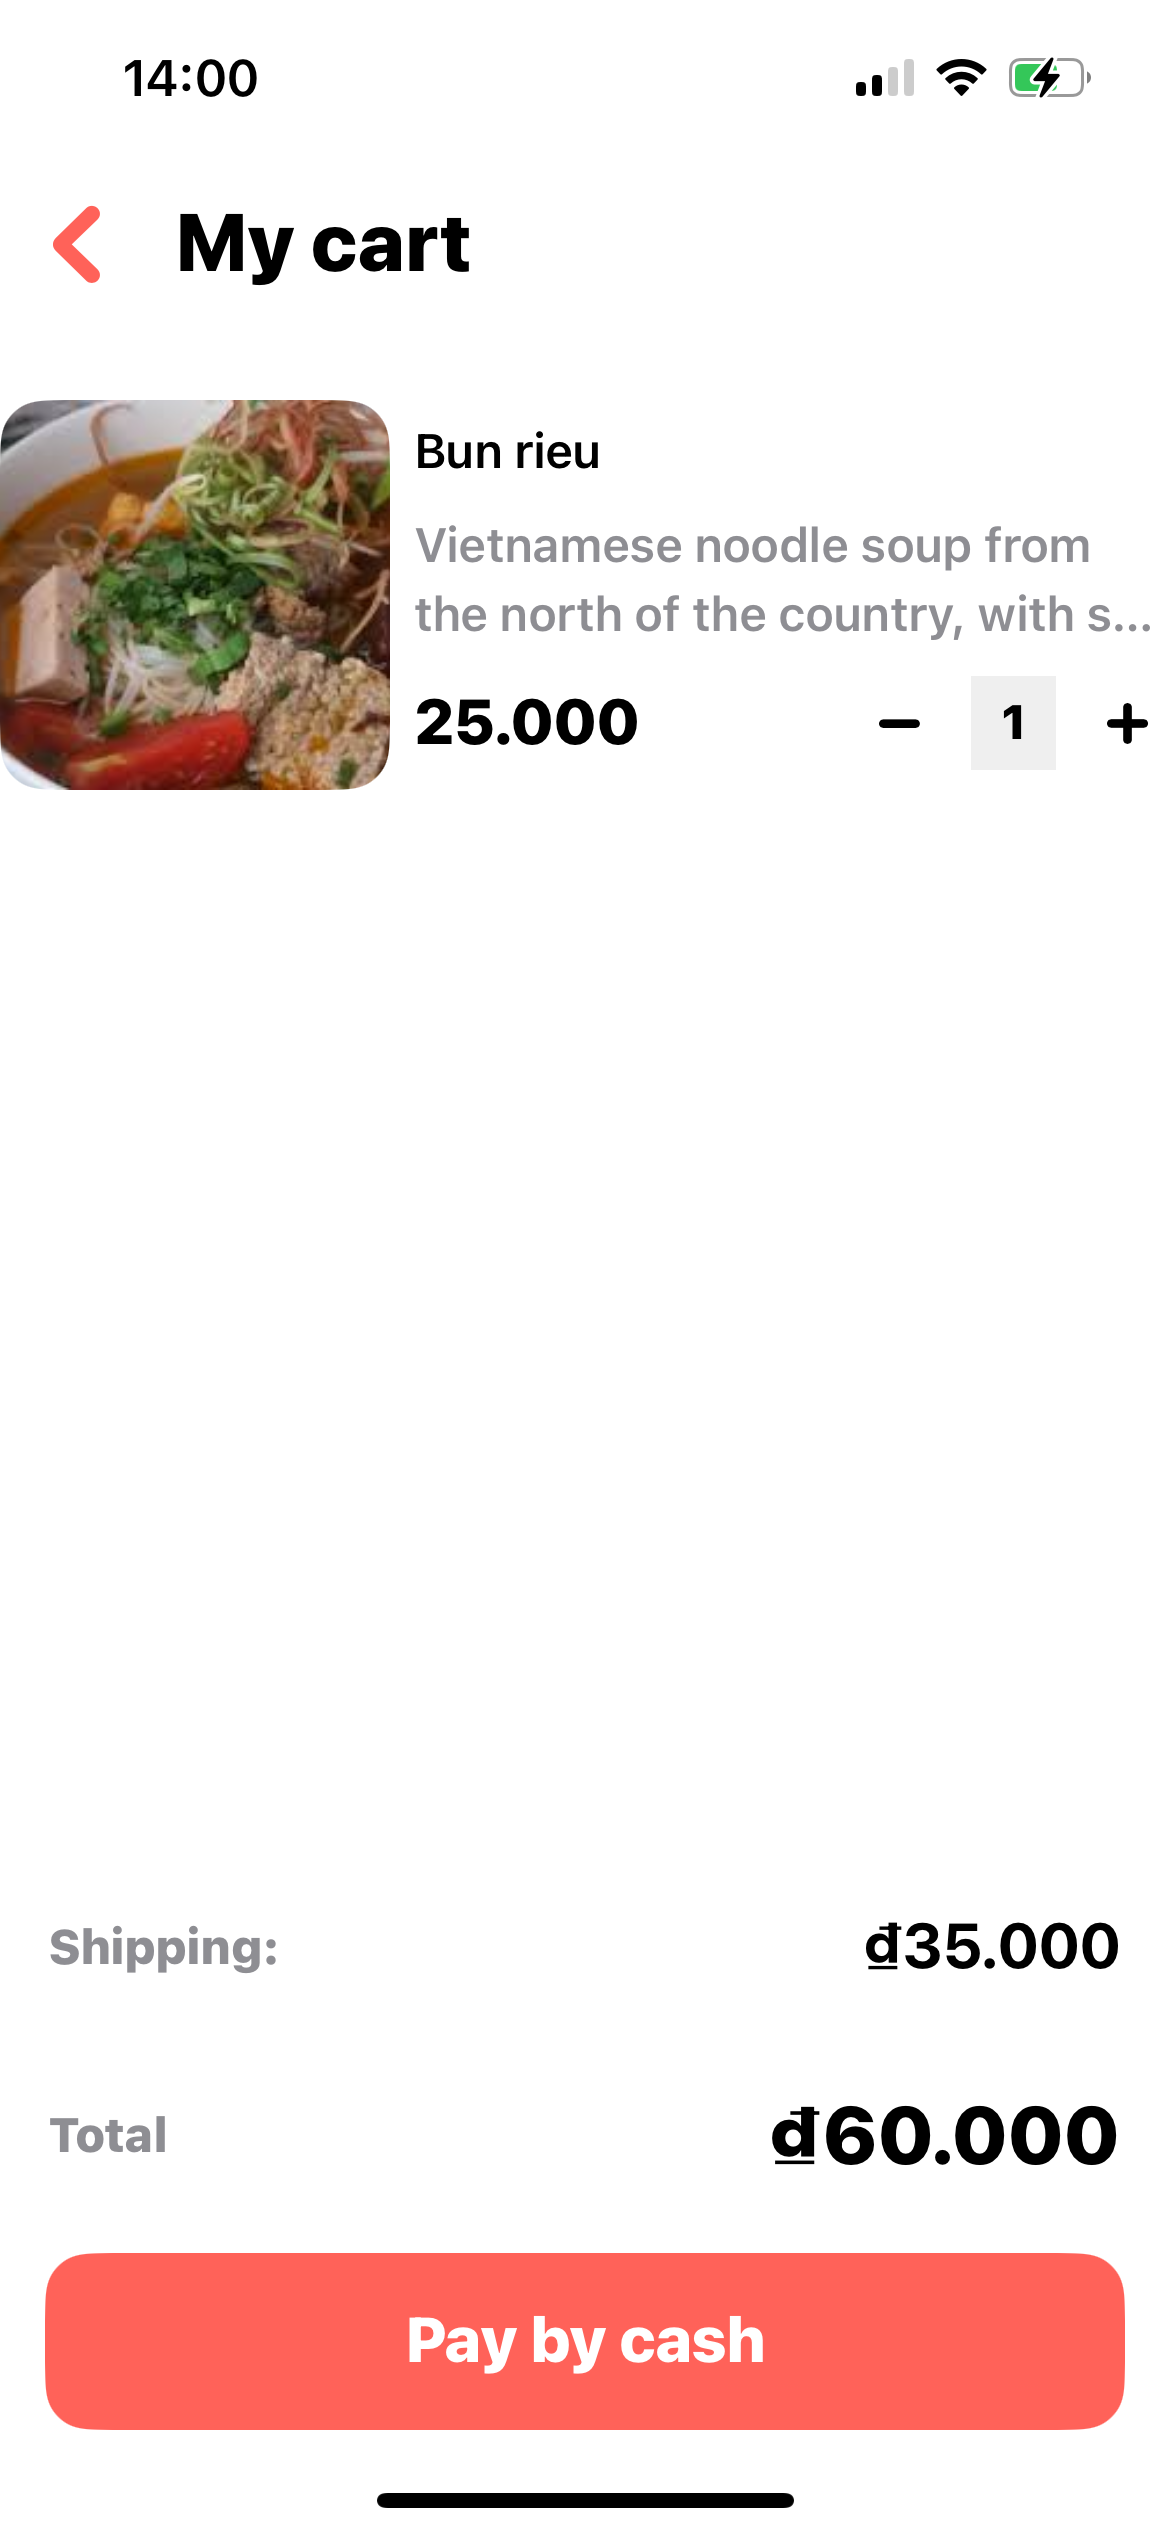 14:00
My cart
Bun rieu
Vietnamese noodle soup from
the north of the country, with s...
25.000
1
Shipping:
₫35.000
Total
₫60.000
Pay by cash